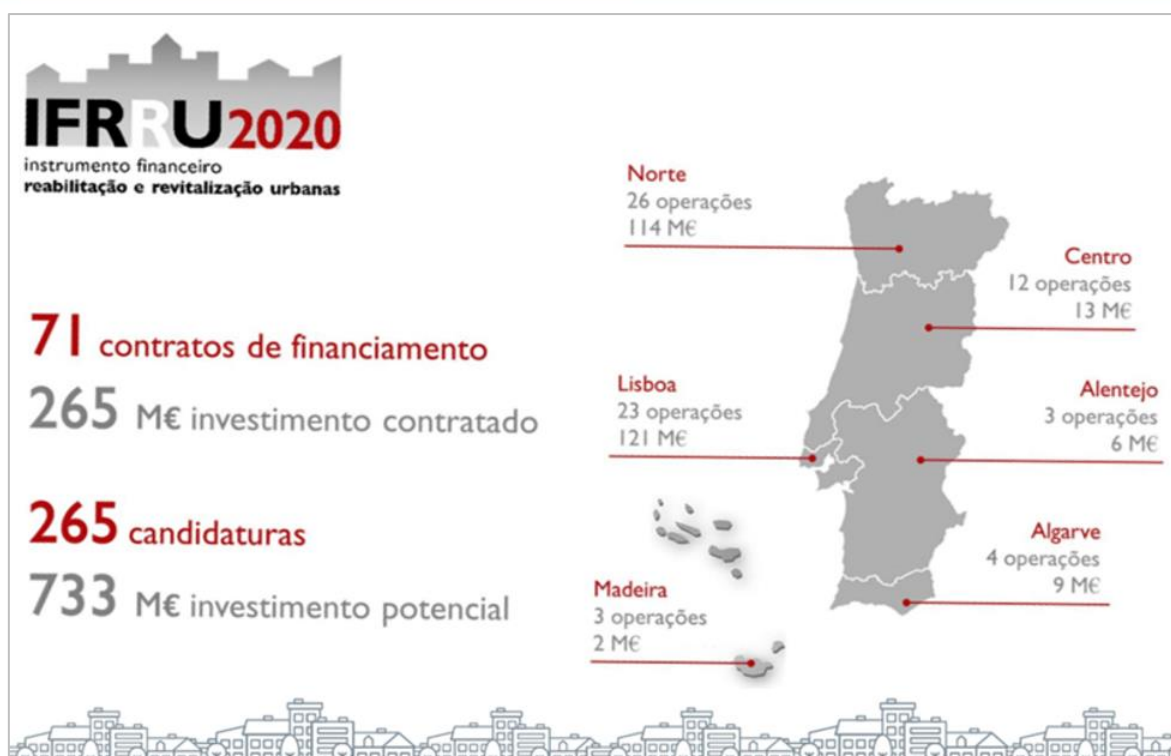 IFRRU 2020
instrumento financeiro
reabilitação e revitalização urbanas
71 contratos de financiamento
265 M€ investimento contratado
265 candidaturas
733 M€ investimento potencial
Norte
26 operações
114 M€
Centro
12 operações
13 M€
Lisboa
23 operações
121 M€
Alentejo
3 operações
6 M€
Algarve
4 operações
9 M€
Madeira
3 operações
2 M€